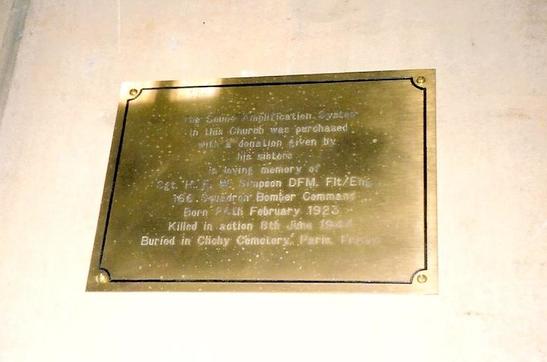 The Sound Amplification System
in this Church was purchased
with a donation given by
his sisters
in loving memory of
Sgt. H. W. Simpson DFM. Flt/Eng
166 Squadron Bomber Command
Born 24th February 1923
Killed in action 8th June 1944
Buried in Clichy Cemetery, Paris, France